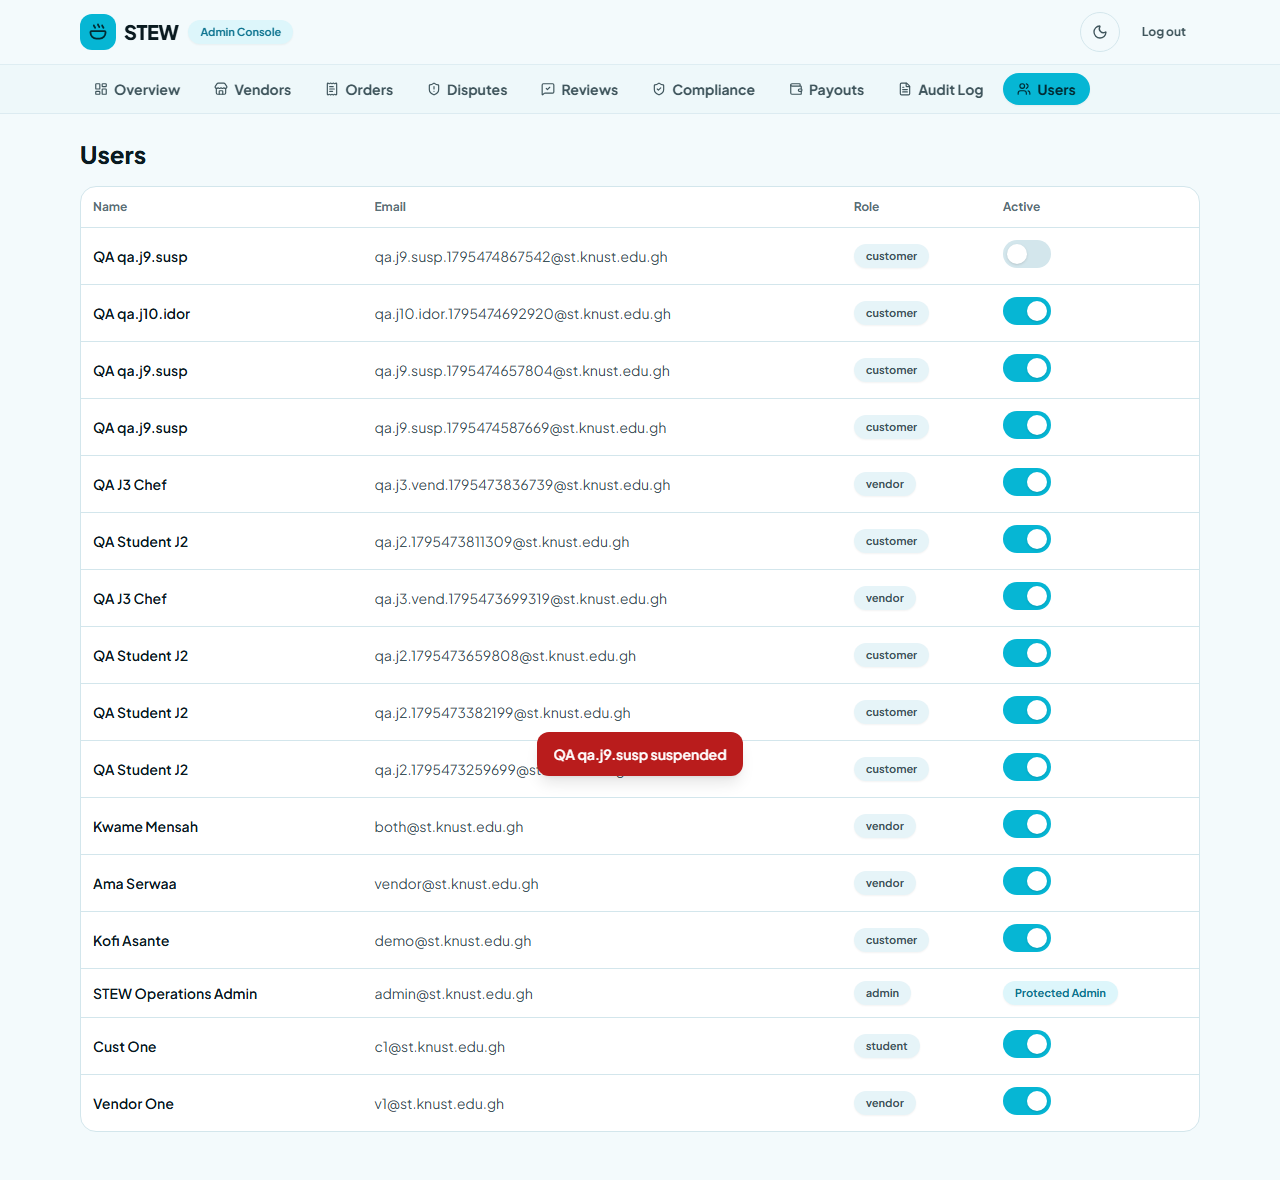 STEW Admin Console Log out
Overview Vendors Orders Disputes Reviews Compliance Payouts Audit Log Users
Users
Name Email Role Active
QA qa.j9.susp qa.j9.susp.1795474867542@st.knust.edu.gh customer
QA qa.j10.idor qa.j10.idor.1795474692920@st.knust.edu.gh customer
QA qa.j9.susp qa.j9.susp.1795474657804@st.knust.edu.gh customer
QA qa.j9.susp qa.j9.susp.1795474587669@st.knust.edu.gh customer
QA J3 Chef qa.j3.vend.1795473836739@st.knust.edu.gh vendor
QA Student J2 qa.j2.1795473811309@st.knust.edu.gh customer
QA J3 Chef qa.j3.vend.1795473699319@st.knust.edu.gh vendor
QA Student J2 qa.j2.1795473659808@st.knust.edu.gh customer
QA Student J2 qa.j2.1795473382199@st.knust.edu.gh customer
QA qa.j9.susp suspended
QA Student J2 qa.j2.1795473259699@st customer
Kwame Mensah both@st.knust.edu.gh vendor
Ama Serwaa vendor@st.knust.edu.gh vendor
Kofi Asante demo@st.knust.edu.gh customer
STEW Operations Admin admin@st.knust.edu.gh admin Protected Admin
Cust One c1@st.knust.edu.gh student
Vendor One v1@st.knust.edu.gh vendor